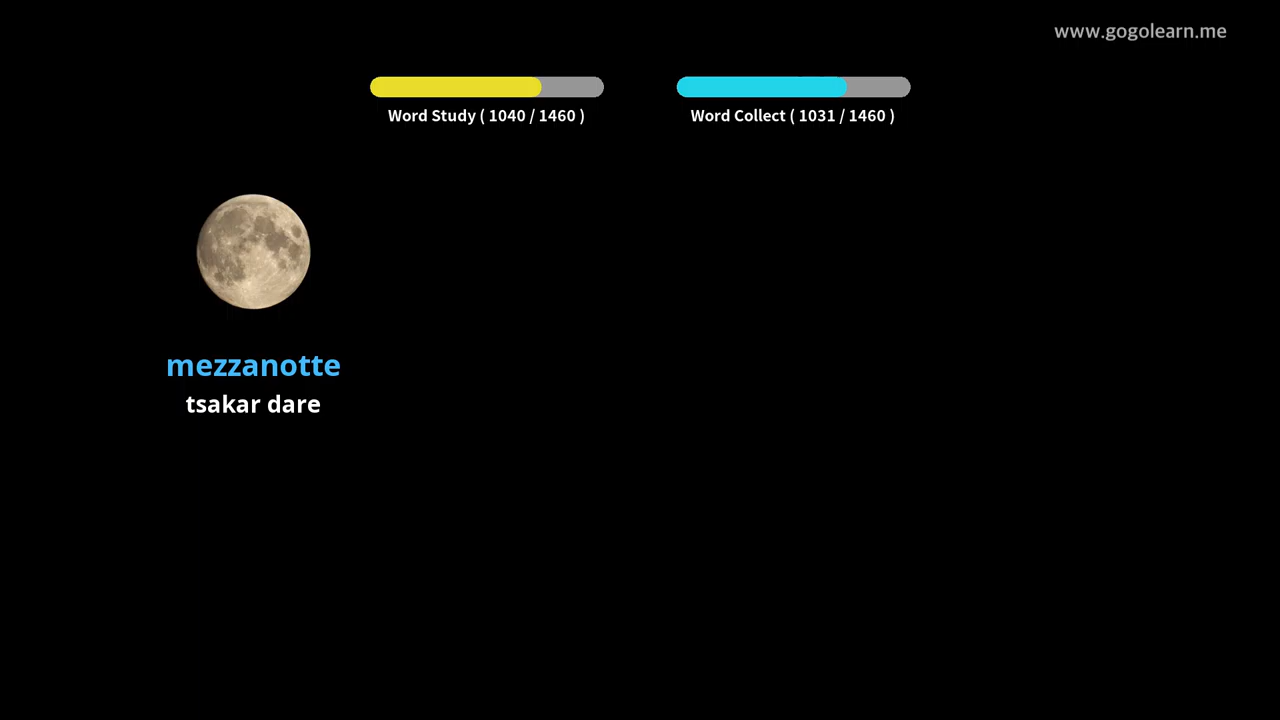 www.gogolearn.me
Word Study ( 1040 / 1460 )
Word Collect ( 1031 / 1460 )
mezzanotte
tsakar dare